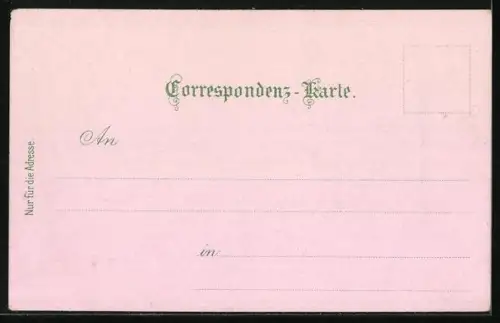 Correspondenz-Karte.
An
in
Nur für die Adresse.